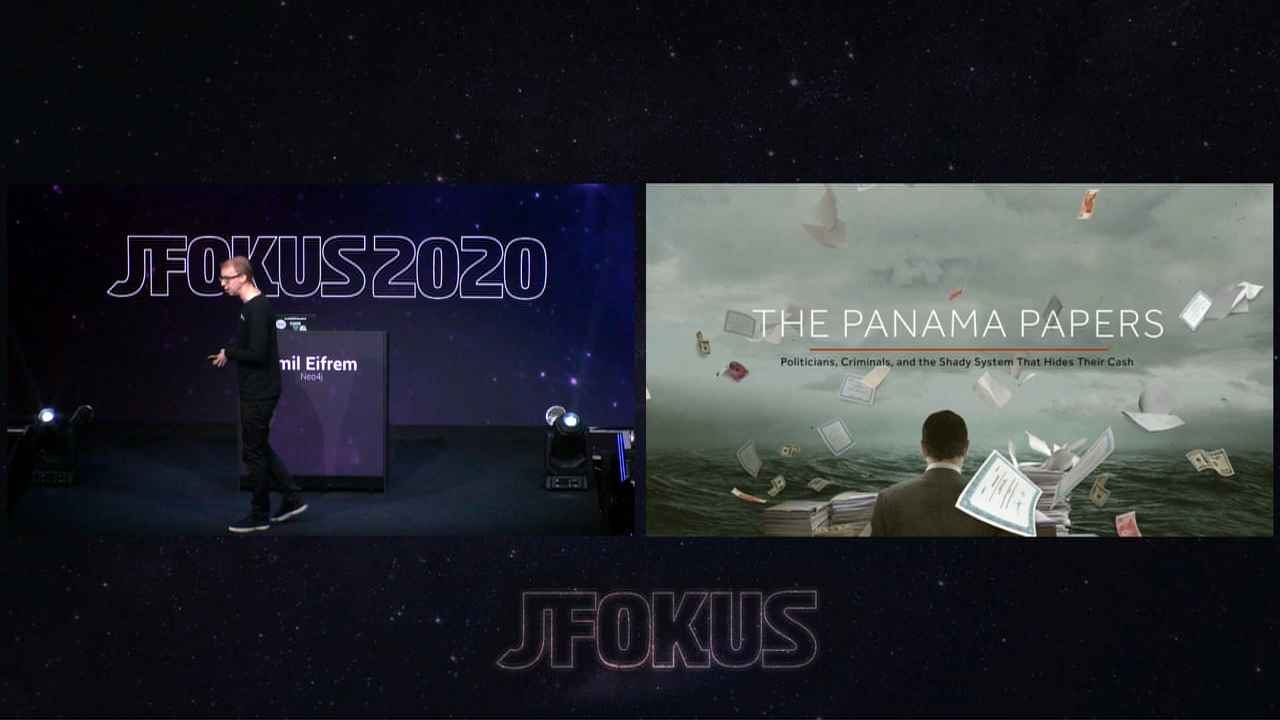 JFOKUS 2020
mil Eifrem
Neo4j
THE PANAMA PAPERS
Politicians, Criminals, and the Shady System That Hides Their Cash
JFOKUS